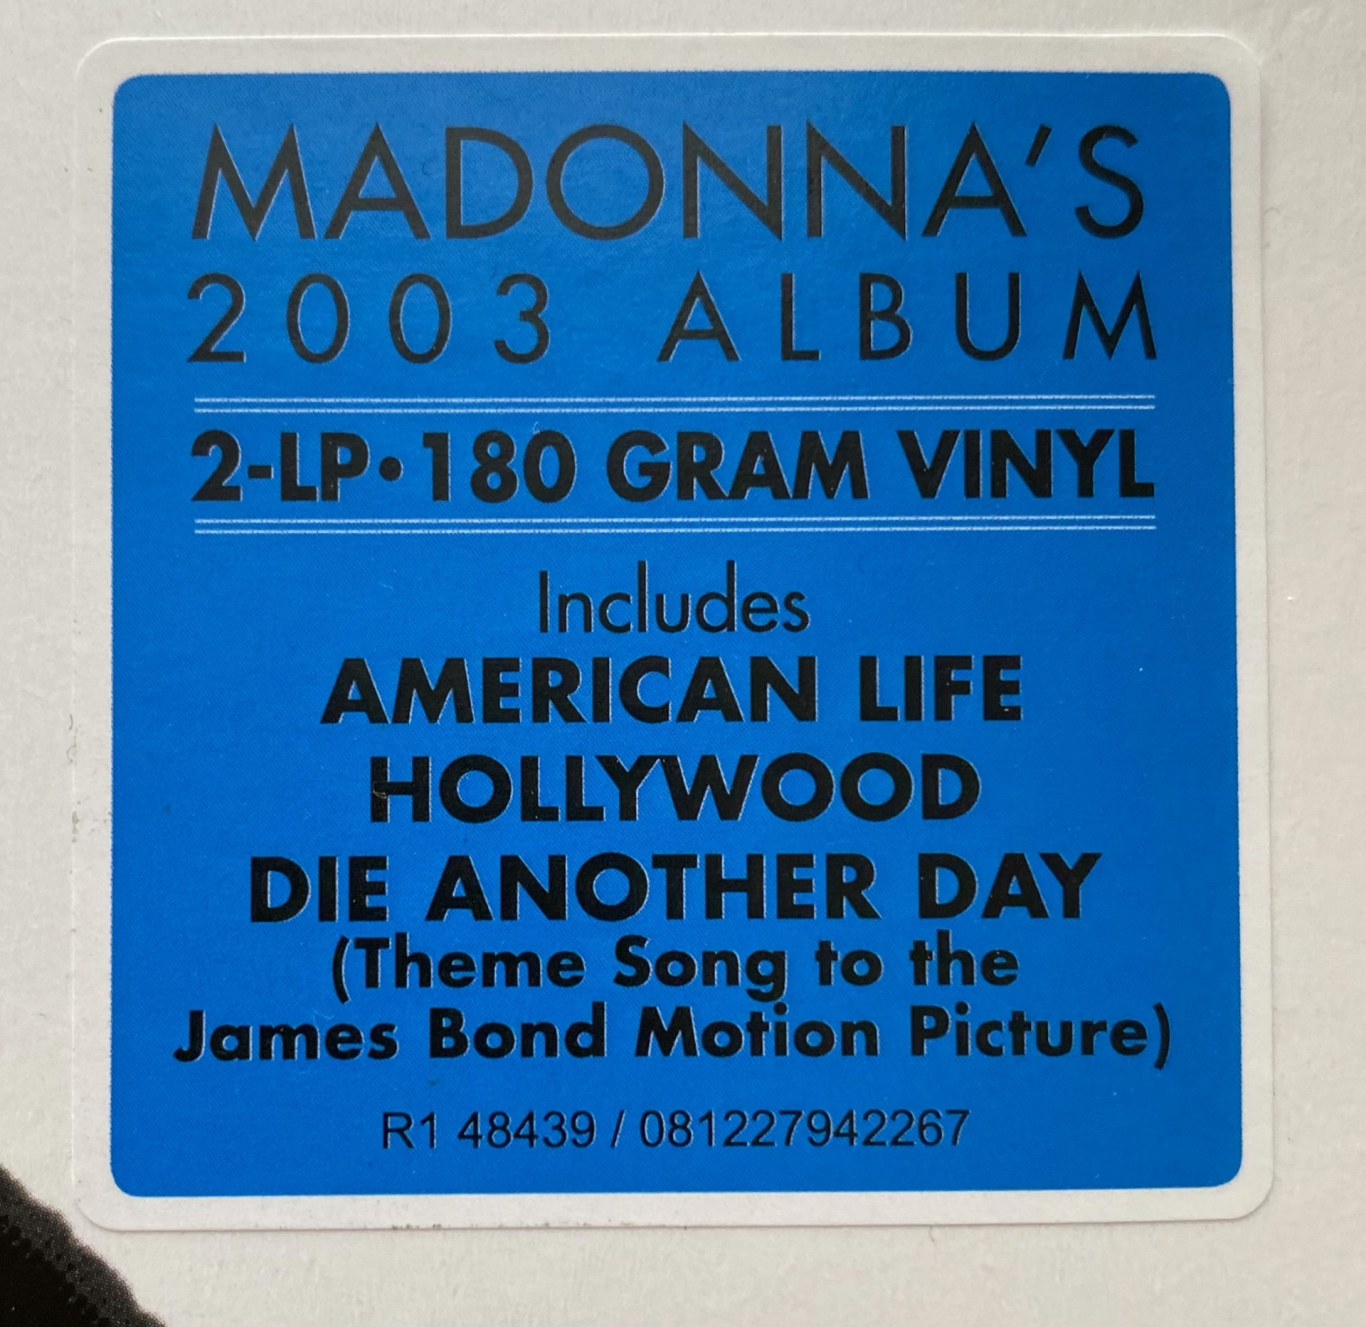 MADONNA'S
2003 ALBUM
2-LP•180 GRAM VINYL
Includes
AMERICAN LIFE
HOLLYWOOD
DIE ANOTHER DAY
(Theme Song to the
James Bond Motion Picture)
R1 48439 / 081227942267